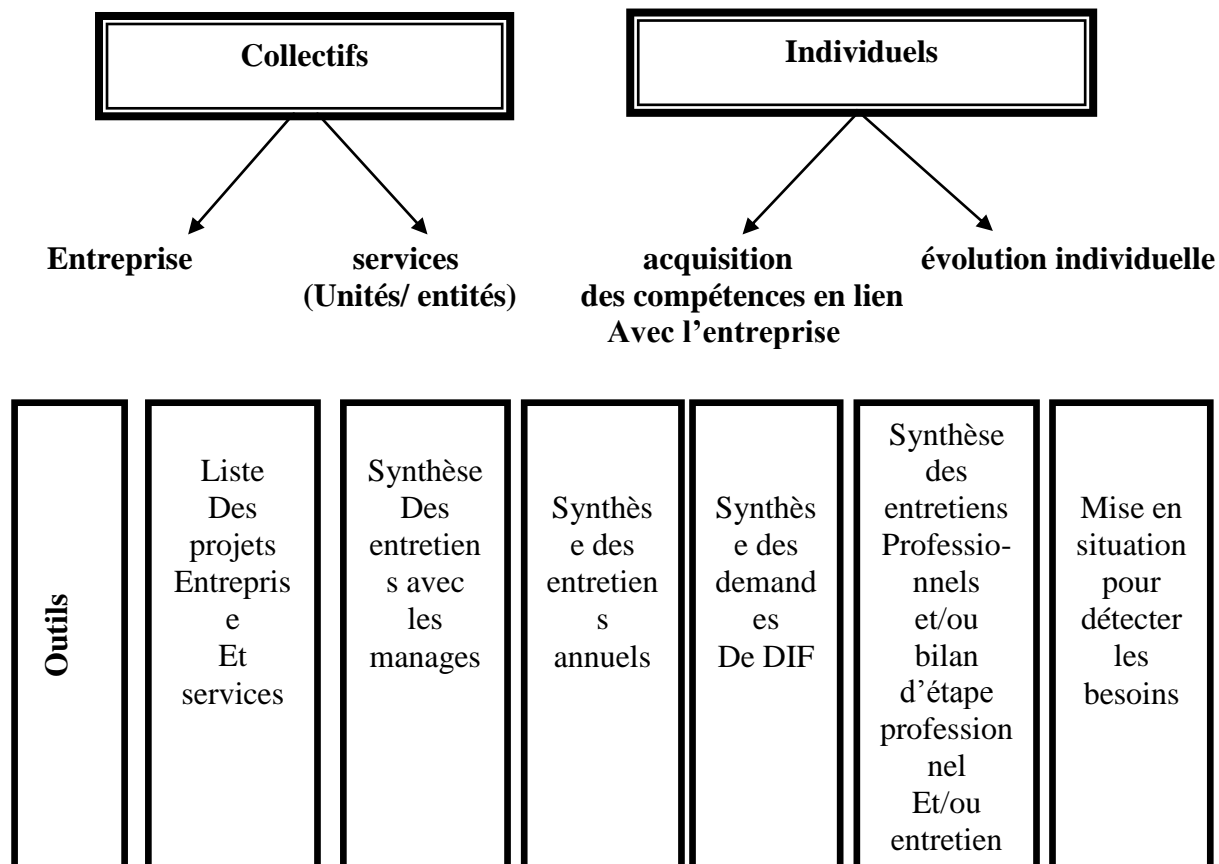 Collectifs
Individuels
Entreprise
services
(Unités/ entités)
acquisition
des compétences en lien
Avec l’entreprise
évolution individuelle
Outils
Liste
Des
projets
Entrepris
e
Et
services
Synthèse
Des
entretien
s avec
les
manages
Synthès
e des
entretien
s
annuels
Synthès
e des
demand
es
De DIF
Synthèse
des
entretiens
Professio-
nnels
et/ou
bilan
d’étape
profession
nel
Et/ou
entretien
Mise en
situation
pour
détecter
les
besoins